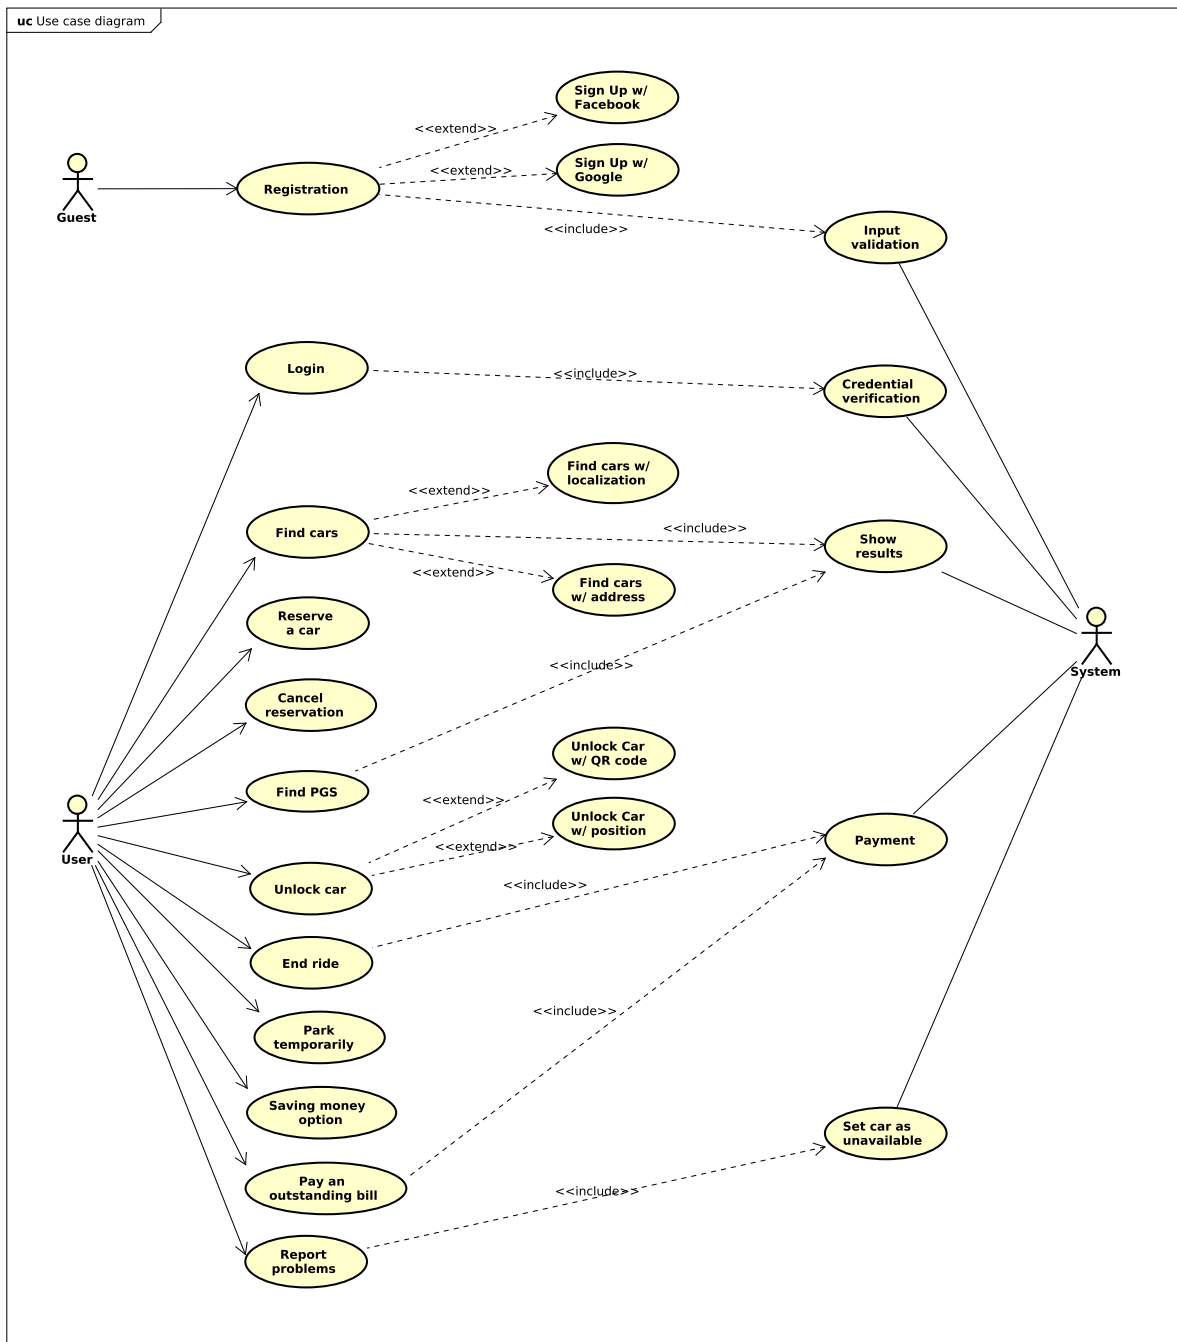 uc Use case diagram
Sign Up w/
Facebook
<<extend>>
Sign Up w/
Google
<<extend>>
Registration
Guest
<<include>>
Input
validation
Login
<<include>>
Credential
verification
Find cars w/
localization
<<extend>>
Find cars
<<include>>
Show
results
<<extend>>
Find cars
w/ address
Reserve
a car
<<include>>
System
Cancel
reservation
Unlock Car
w/ QR code
Find PGS
<<extend>>
Unlock Car
w/ position
<<extend>>
Payment
User
Unlock car
<<include>>
End ride
<<include>>
Park
temporarily
Saving money
option
Set car as
unavailable
Pay an
outstanding bill
<<include>>
Report
problems